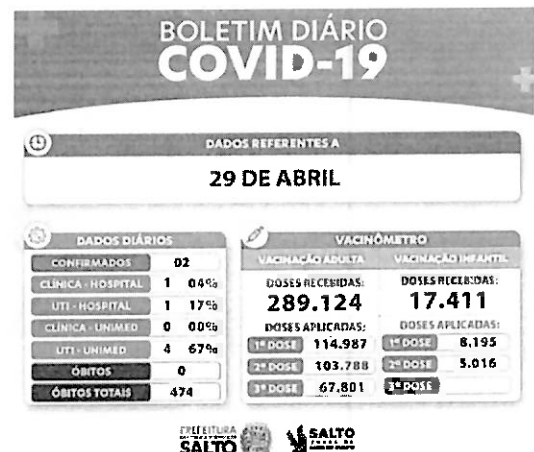 BOLETIM DIÁRIO
COVID-19
DADOS REFERENTES A
29 DE ABRIL
DADOS DIÁRIOS
CONFIRMADOS 02
CLÍNICA - HOSPITAL 1 04%
UTI - HOSPITAL 1 17%
CLÍNICA - UNIMED 0 00%
UTI - UNIMED 4 67%
ÓBITOS 0
ÓBITOS TOTAIS 474
VACINÔMETRO
VACINAÇÃO ADULTA
DOSES RECEBIDAS:
289.124
DOSES APLICADAS:
1ª DOSE 114.987
2ª DOSE 103.788
3ª DOSE 67.801
VACINAÇÃO INFANTIL
DOSES RECEBIDAS:
17.411
DOSES APLICADAS:
1ª DOSE 8.195
2ª DOSE 5.016
3ª DOSE
PREFEITURA
SALTO
SALTO